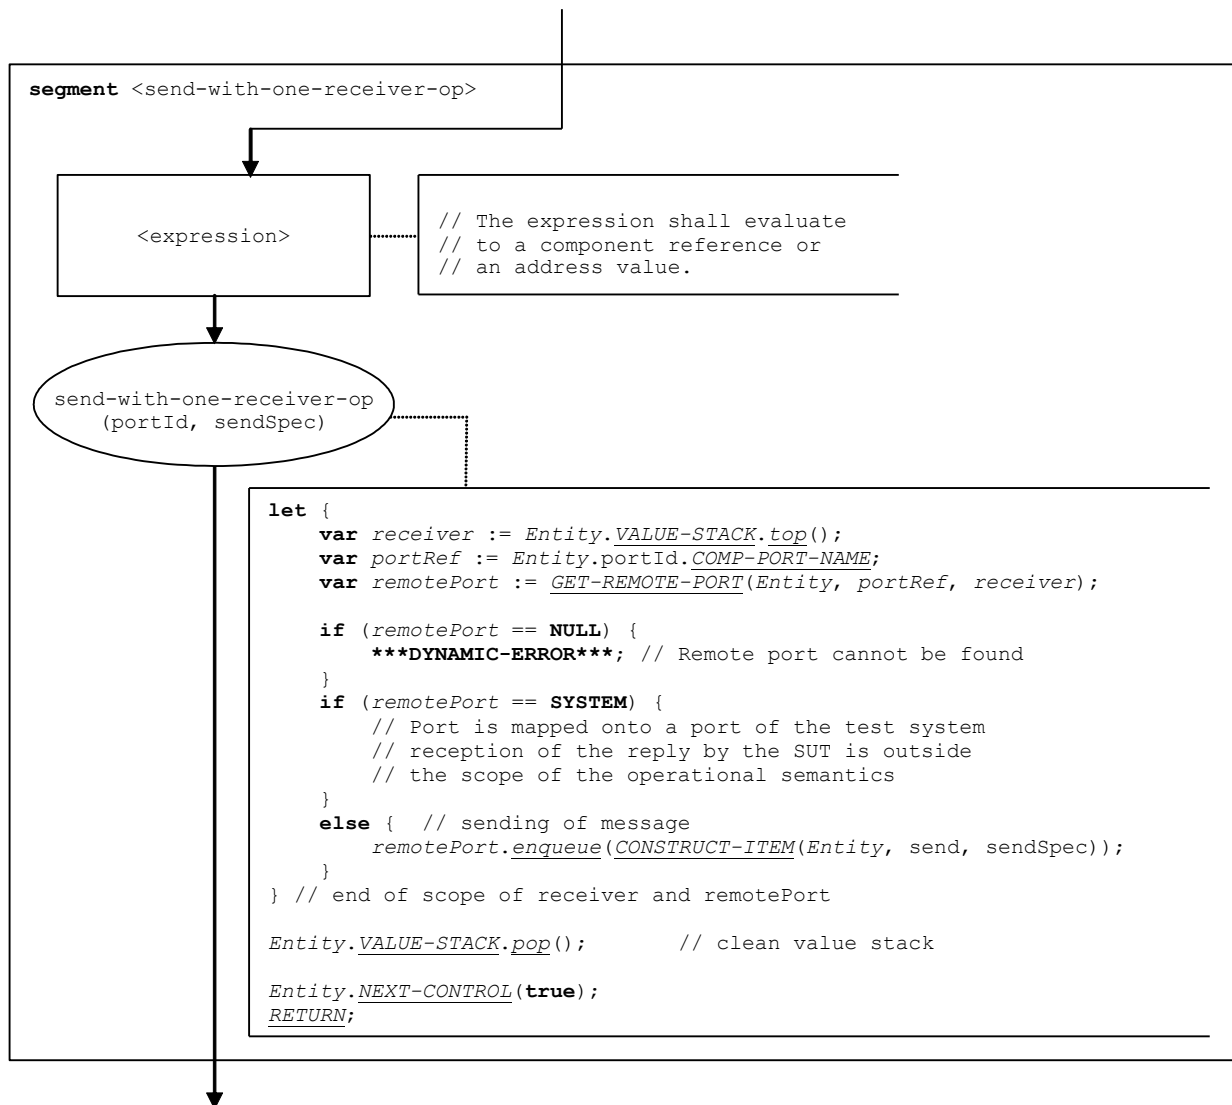 segment <send-with-one-receiver-op>
<expression>
// The expression shall evaluate
// to a component reference or
// an address value.
send-with-one-receiver-op
(portId, sendSpec)
let {
    var receiver := Entity.VALUE-STACK.top();
    var portRef := Entity.portId.COMP-PORT-NAME;
    var remotePort := GET-REMOTE-PORT(Entity, portRef, receiver);
    if (remotePort == NULL) {
        ***DYNAMIC-ERROR***; // Remote port cannot be found
    }
    if (remotePort == SYSTEM) {
        // Port is mapped onto a port of the test system
        // reception of the reply by the SUT is outside
        // the scope of the operational semantics
    }
    else {  // sending of message
        remotePort.enqueue(CONSTRUCT-ITEM(Entity, send, sendSpec));
    }
} // end of scope of receiver and remotePort
Entity.VALUE-STACK.pop();       // clean value stack
Entity.NEXT-CONTROL(true);
RETURN;